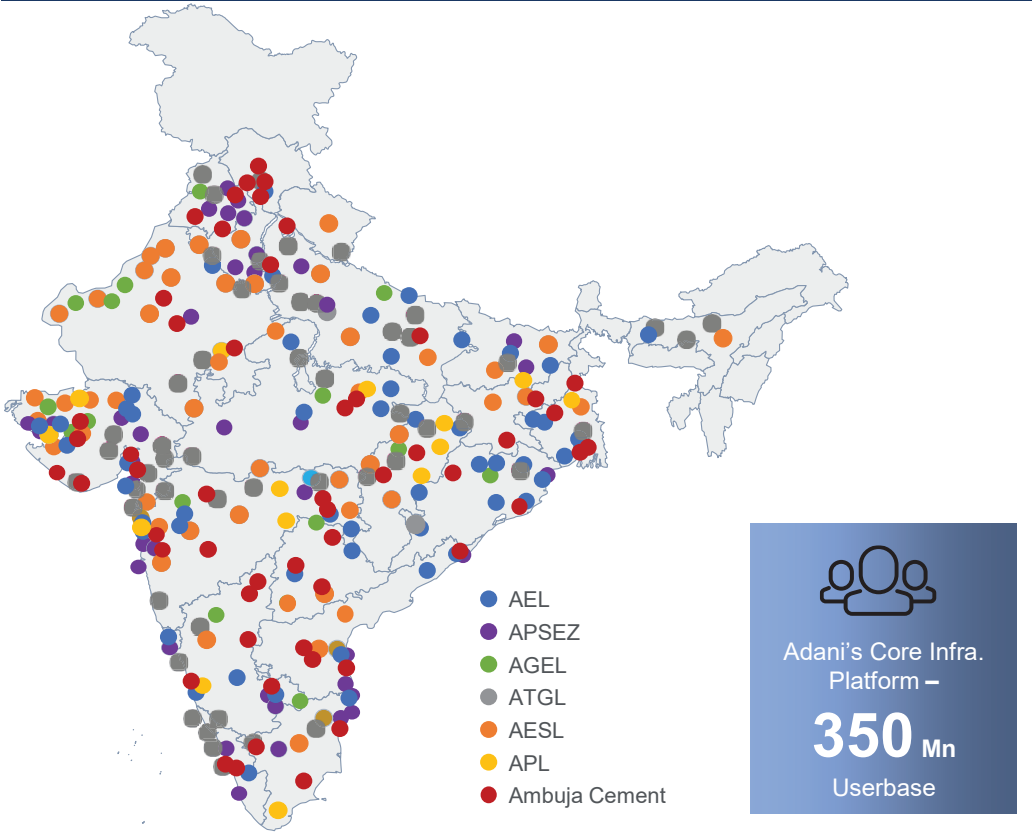 AEL
APSEZ
AGEL
ATGL
AESL
APL
Ambuja Cement
Adani’s Core Infra.
Platform –
350 Mn
Userbase